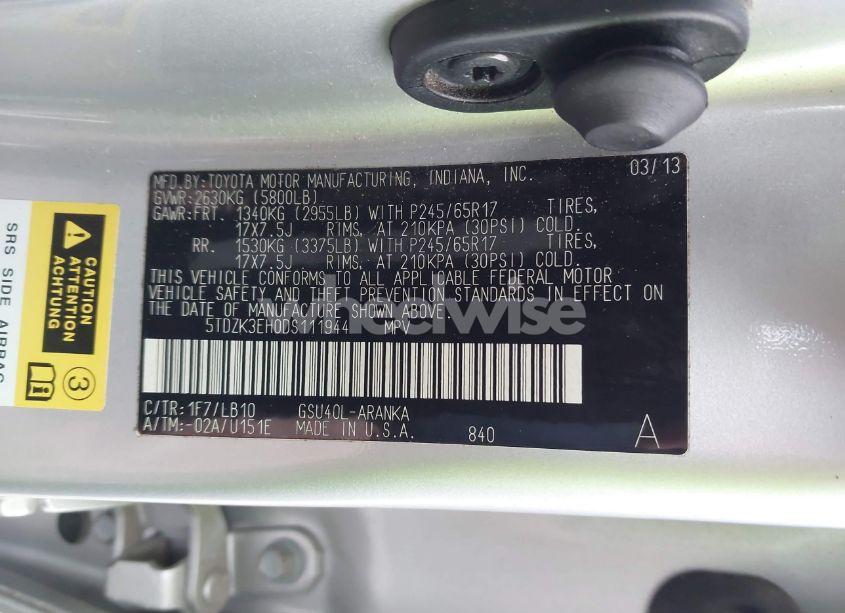 MFD.BY:TOYOTA MOTOR MANUFACTURING, INDIANA, INC. 03/13
GVWR:2630KG (5800LB)
GAWR:FRT. 1340KG (2955LB) WITH P245/65R17 TIRES,
17X7.5J RIMS, AT 210KPA (30PSI) COLD.
RR. 1530KG (3375LB) WITH P245/65R17 TIRES,
17X7.5J RIMS, AT 210KPA (30PSI) COLD.
THIS VEHICLE CONFORMS TO ALL APPLICABLE FEDERAL MOTOR
VEHICLE SAFETY AND THEFT PREVENTION STANDARDS IN EFFECT ON
THE DATE OF MANUFACTURE SHOWN ABOVE.
5TDZK3EH0DS111944 MPV
C/TR:1F7/LB10 GSU40L-ARANKA
A/TM:-02A/U151E MADE IN U.S.A. 840 A
wheelwise
CAUTION
ATTENTION
ACHTUNG
SRS SIDE AIRBAG
3